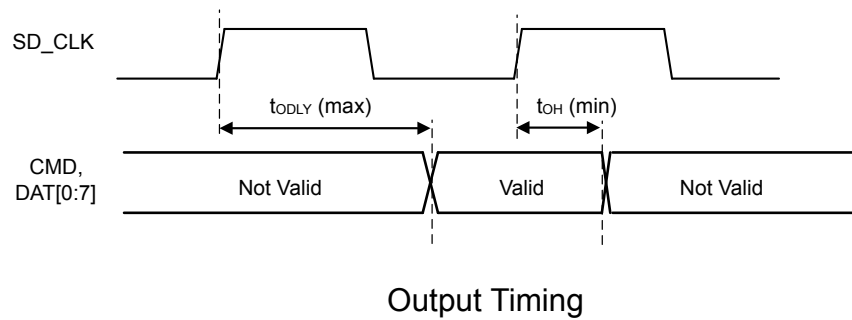 SD_CLK
tODLY (max)
tOH (min)
CMD,
DAT[0:7]
Not Valid
Valid
Not Valid
Output Timing